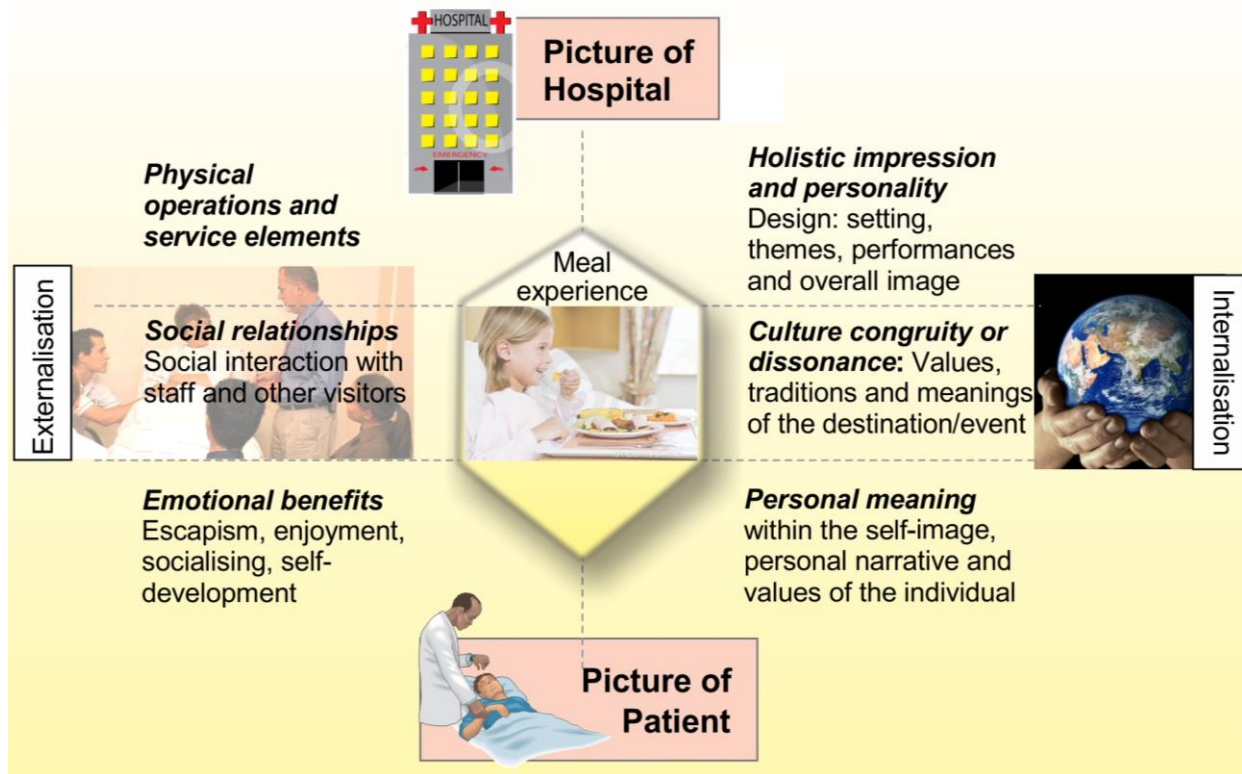 HOSPITAL
EMERGENCY
Picture of
Hospital
Physical
operations and
service elements
Holistic impression
and personality
Design: setting,
themes, performances
and overall image
Meal
experience
Externalisation
Social relationships
Social interaction with
staff and other visitors
Culture congruity or
dissonance: Values,
traditions and meanings
of the destination/event
Internalisation
Emotional benefits
Escapism, enjoyment,
socialising, self-
development
Personal meaning
within the self-image,
personal narrative and
values of the individual
Picture of
Patient